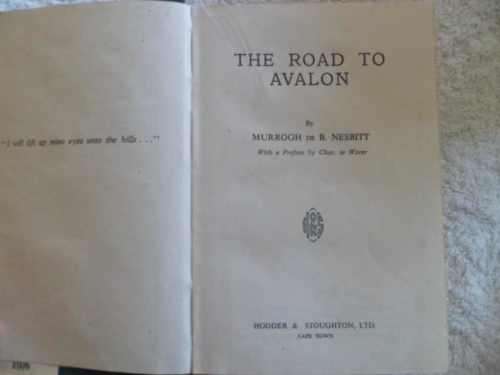 "I will lift up mine eyes unto the hills . . ."
THE ROAD TO
AVALON
By
MURROGH DE B. NESBITT
With a Preface by Chas. te Water
HODDER & STOUGHTON, LTD.
CAPE TOWN